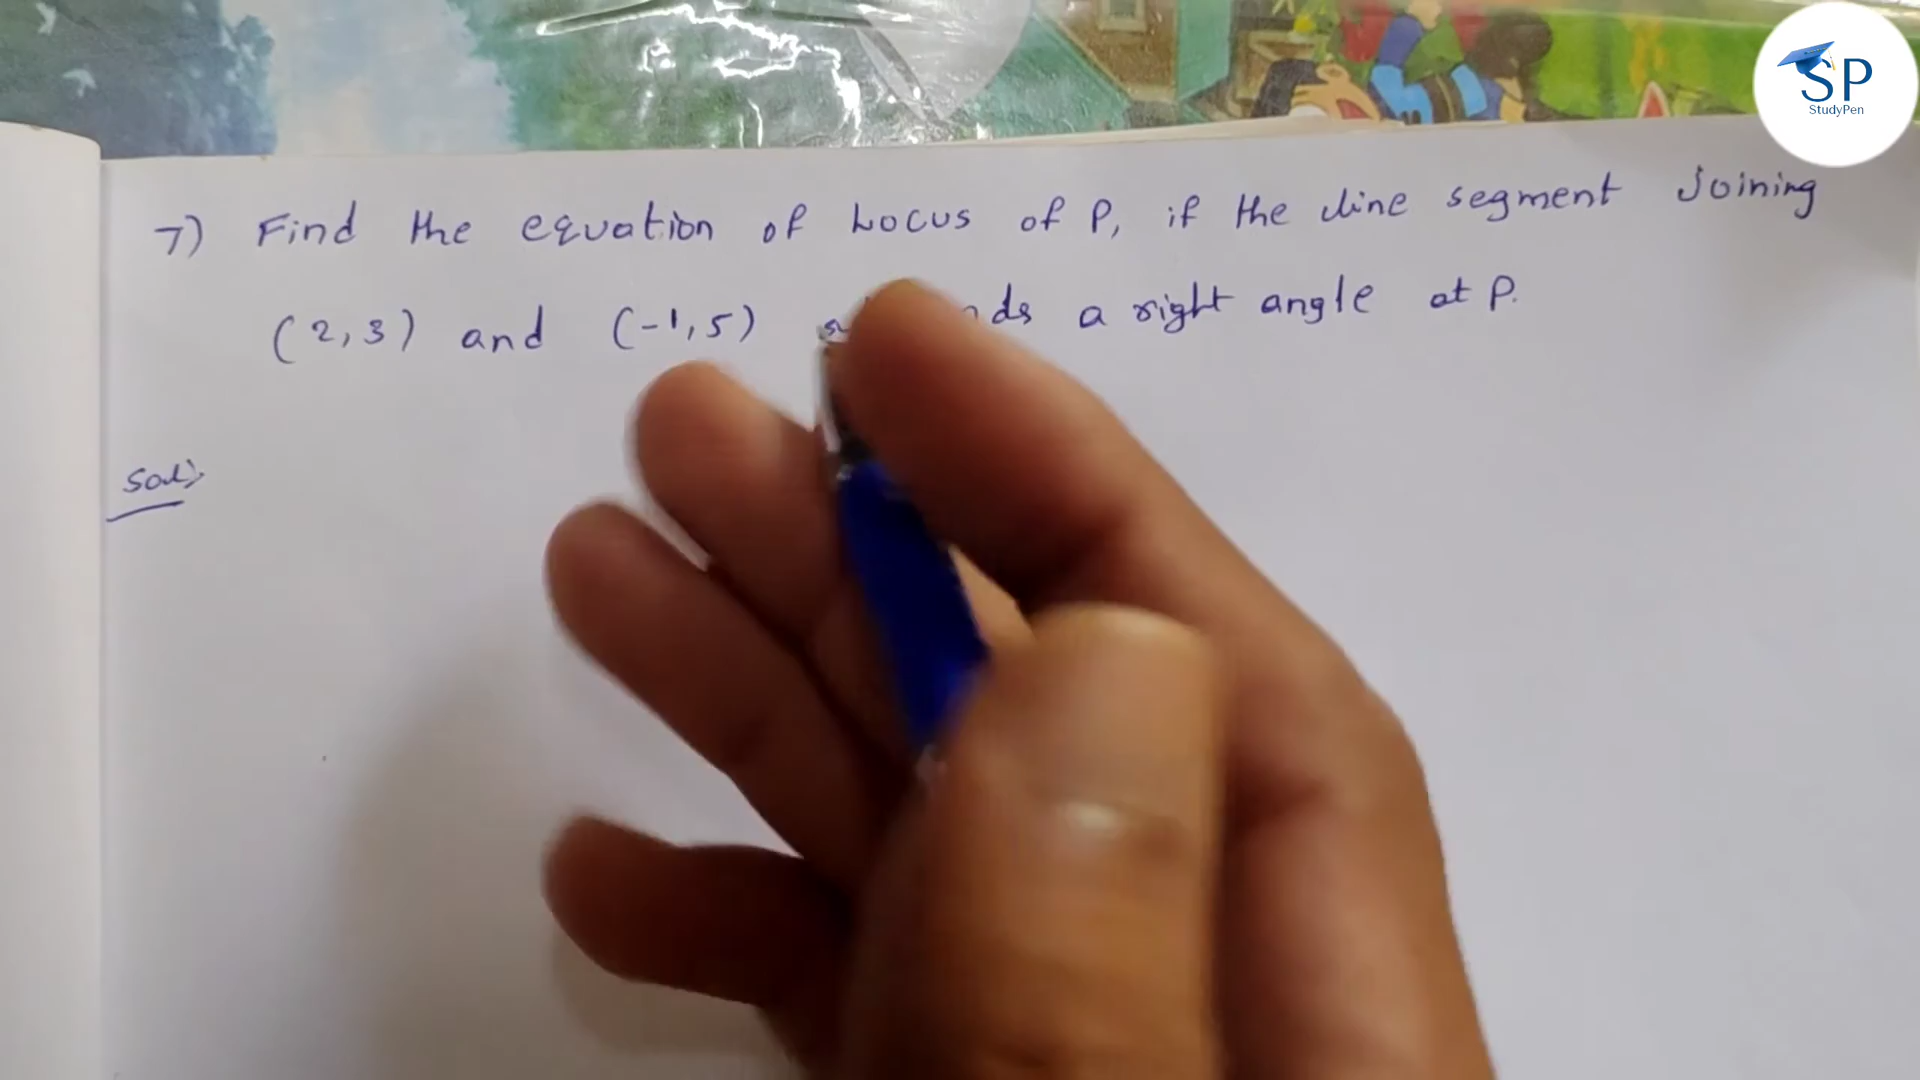 SP
StudyPen
7) Find the equation of Locus of P, if the line segment Joining
(2,3) and (-1,5) a right angle at P.
Sol)